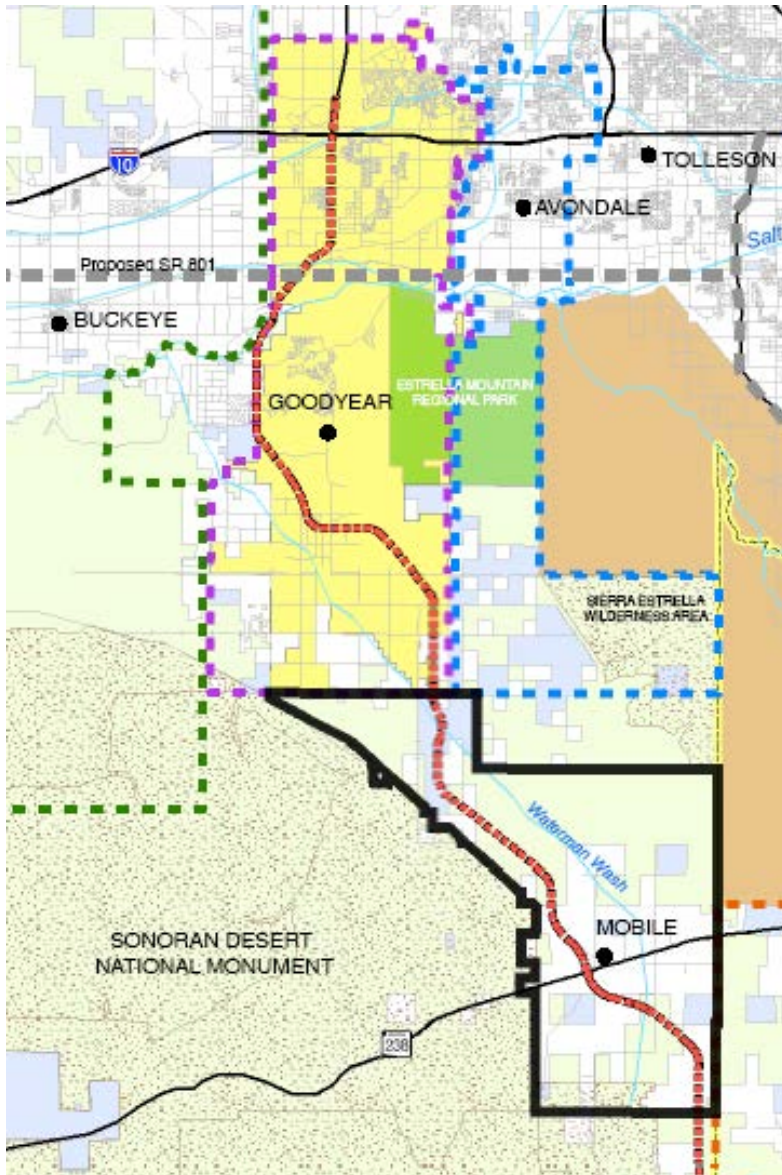 10
TOLLESON
AVONDALE
Salt
Proposed SR 801
BUCKEYE
ESTRELLA MOUNTAIN
REGIONAL PARK
GOODYEAR
SIERRA ESTRELLA
WILDERNESS AREA
Waterman Wash
MOBILE
SONORAN DESERT
NATIONAL MONUMENT
238